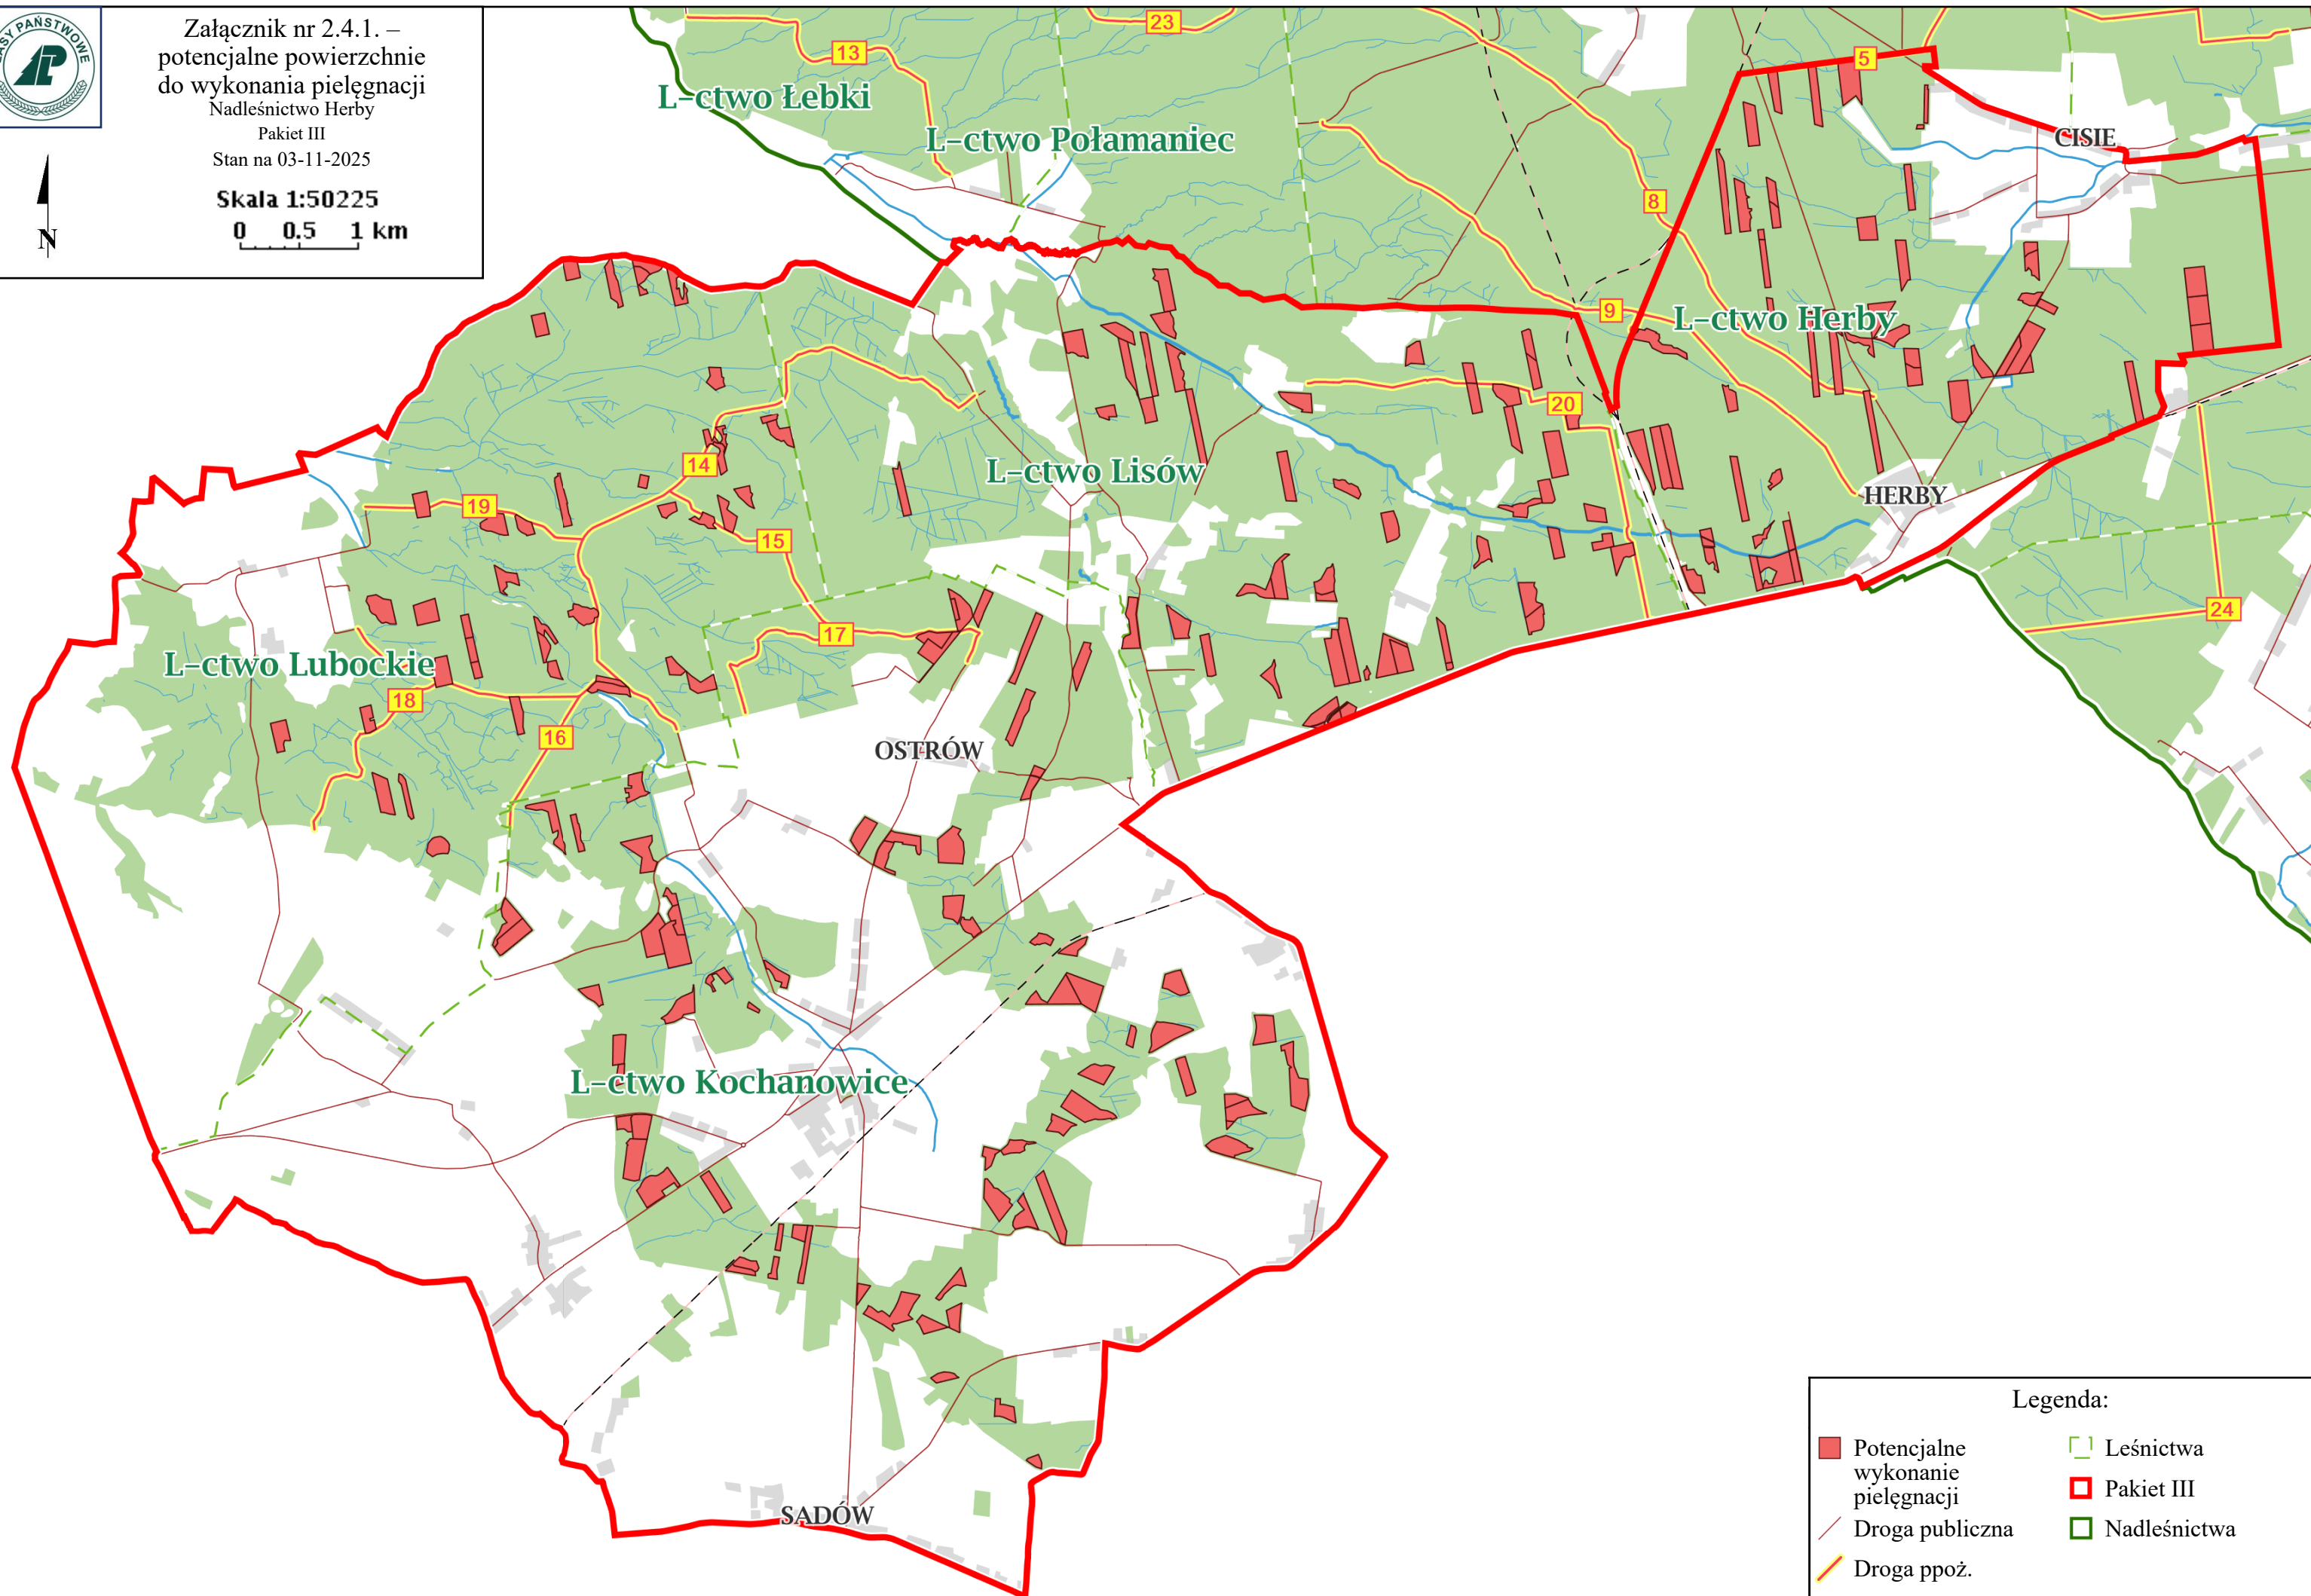 LASY PAŃSTWOWE
Załącznik nr 2.4.1. –
potencjalne powierzchnie
do wykonania pielęgnacji
Nadleśnictwo Herby
Pakiet III
Stan na 03-11-2025
Skala 1:50225
0 0.5 1 km
N
23
13
5
L-ctwo Łebki
L-ctwo Połamaniec
CISIE
8
9
L-ctwo Herby
20
14
L-ctwo Lisów
19
HERBY
15
24
17
L-ctwo Lubockie
18
16
OSTRÓW
L-ctwo Kochanowice
SADÓW
Legenda:
Potencjalne
wykonanie
pielęgnacji
Droga publiczna
Droga ppoż.
Leśnictwa
Pakiet III
Nadleśnictwa